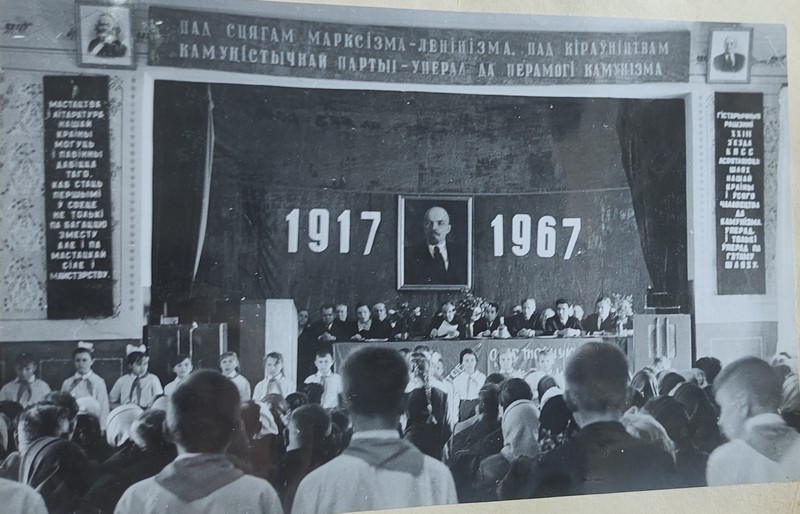 ПАД СЦЯГАМ МАРКСІЗМА-ЛЕНІНІЗМА, ПАД КІРАЎНІЦТВАМ
КАМУНІСТЫЧНАЙ ПАРТЫІ-УПЕРАД ДА ПЕРАМОГІ КАМУНІЗМА
МАСТАЦТВА
І ЛІТАРАТУРА
НАШАЙ
КРАІНЫ
МОГУЦЬ
І ПАВІННЫ
ДАБІЦЦА
ТАГО,
КАБ СТАЦЬ
ПЕРШЫМІ
У СВЕЦЕ
НЕ ТОЛЬКІ
ПА БАГАЦЦЮ
ЗМЕСТУ
АЛЕ І ПА
МАСТАЦКАЙ
СІЛЕ І
МАЙСТЭРСТВУ.
1917 1967
ГІСТАРЫЧНЫЯ
РАШЭННІ
XXIII
З'ЕЗДА
КПСС
АСВЯТЛЯЮЦЬ
ШЛЯХ
НАШАЙ
КРАІНЫ
І ЎСЯГО
ЧАЛАВЕЦТВА
ДА
КАМУНІЗМА.
УПЕРАД,
І ТОЛЬКІ
УПЕРАД ПА
ГЭТАМУ
ШЛЯХУ.